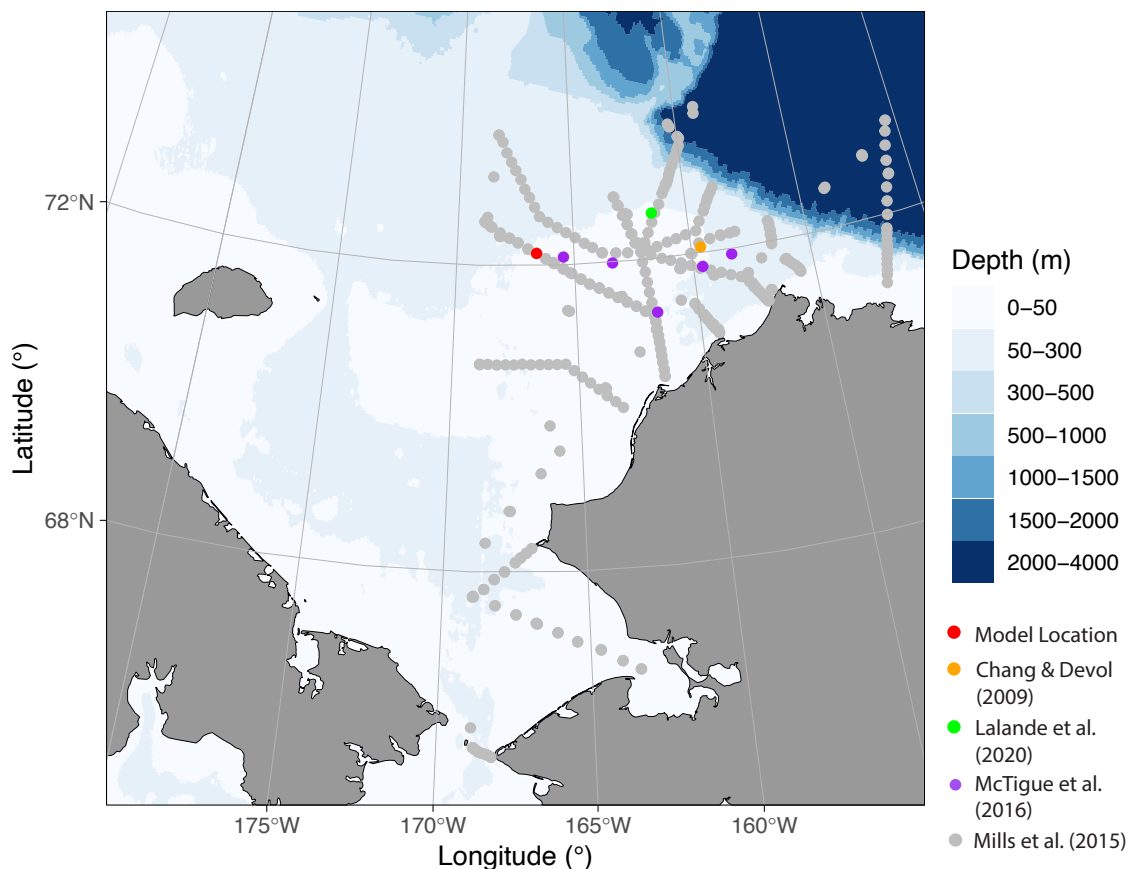 72°N
68°N
Latitude (°)
175°W
170°W
165°W
160°W
Longitude (°)
Depth (m)
0−50
50−300
300−500
500−1000
1000−1500
1500−2000
2000−4000
Model Location
Chang & Devol
(2009)
Lalande et al.
(2020)
McTigue et al.
(2016)
Mills et al. (2015)